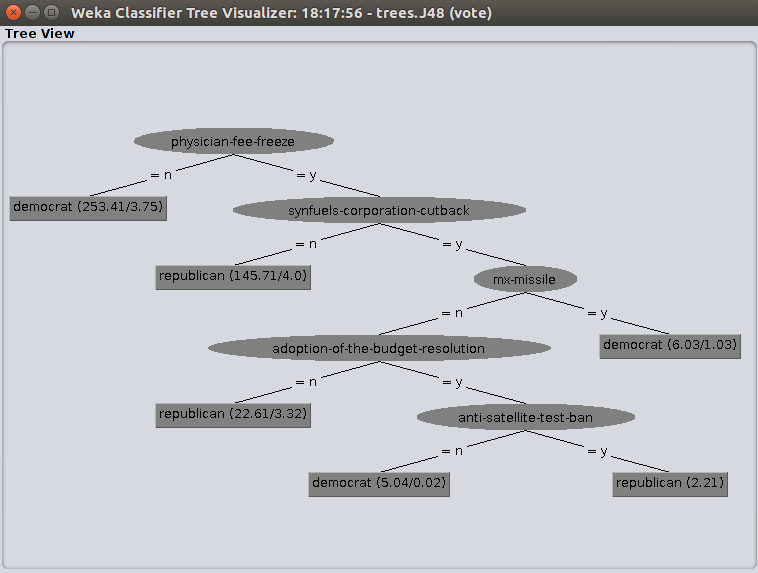 Weka Classifier Tree Visualizer: 18:17:56 - trees.J48 (vote)
Tree View
physician-fee-freeze
= n
= y
democrat (253.41/3.75)
synfuels-corporation-cutback
= n
= y
republican (145.71/4.0)
mx-missile
= n
= y
adoption-of-the-budget-resolution
democrat (6.03/1.03)
= n
= y
republican (22.61/3.32)
anti-satellite-test-ban
= n
= y
democrat (5.04/0.02)
republican (2.21)